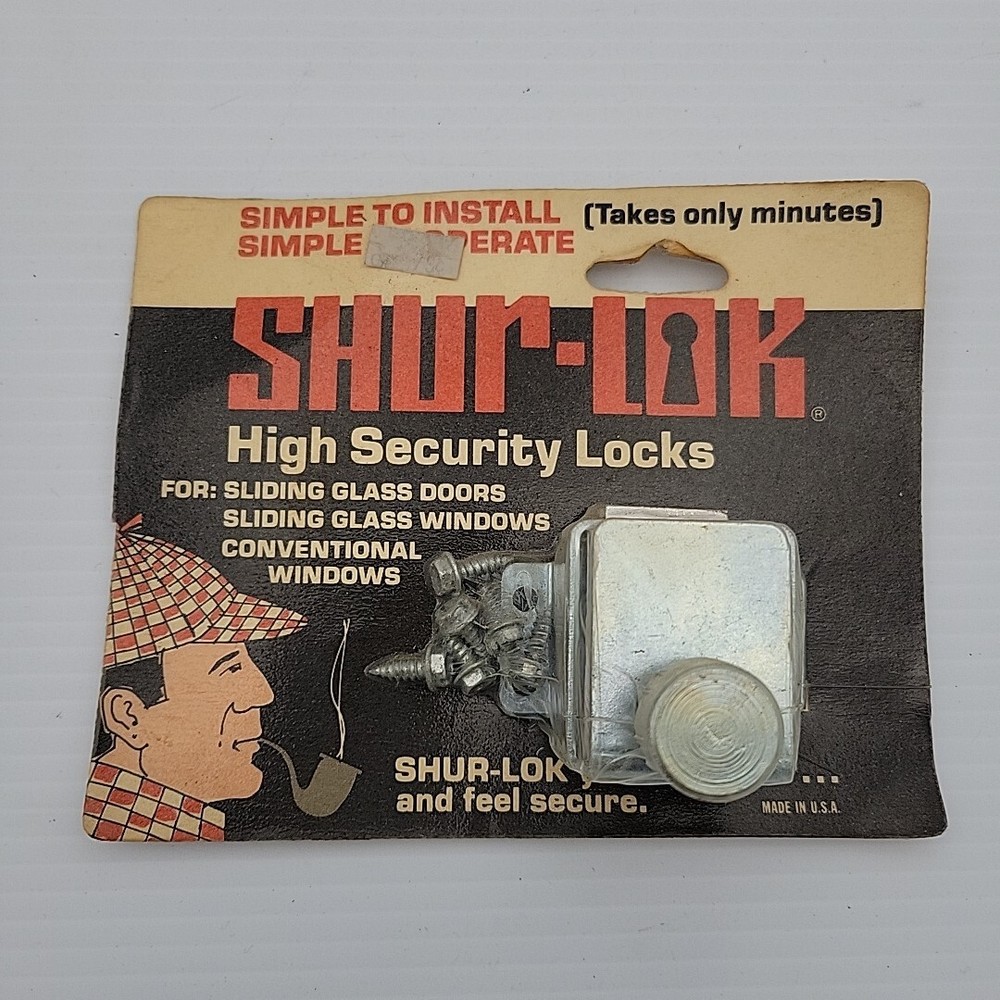 SIMPLE TO INSTALL (Takes only minutes)
SIMPLE OPERATE
SHUR-LOK ®
High Security Locks
FOR: SLIDING GLASS DOORS
SLIDING GLASS WINDOWS
CONVENTIONAL
WINDOWS
SHUR-LOK ...
and feel secure.
MADE IN U.S.A.